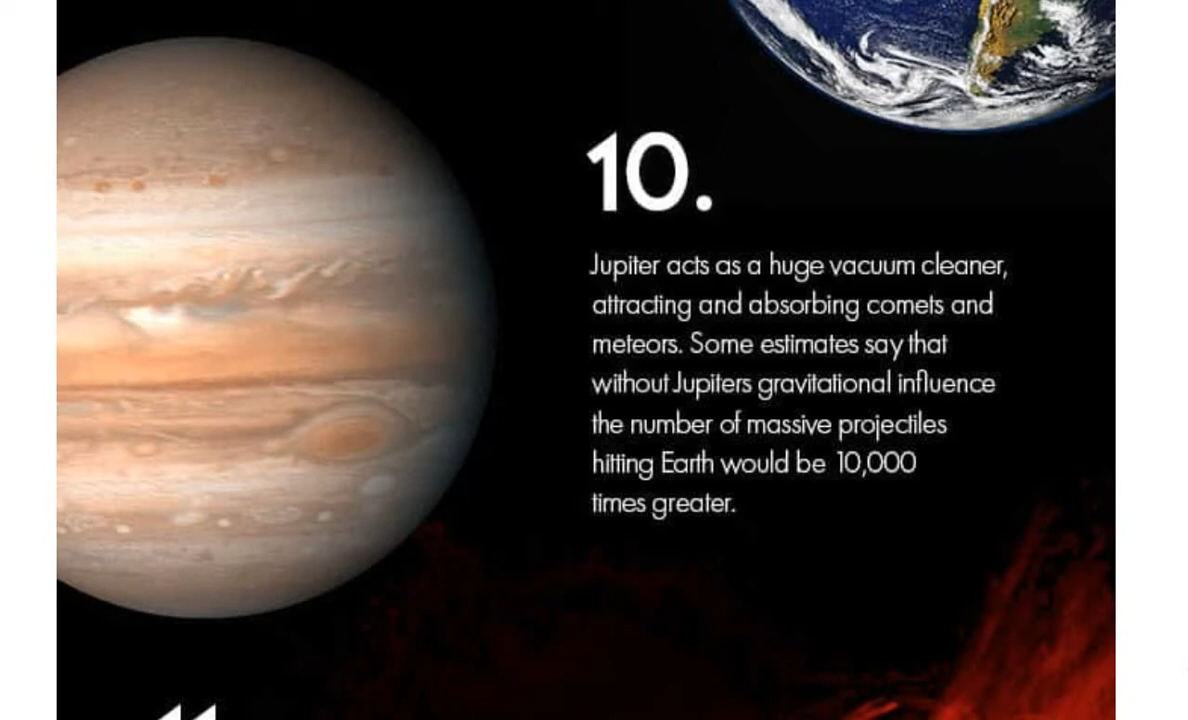 10.
Jupiter acts as a huge vacuum cleaner,
attracting and absorbing comets and
meteors. Some estimates say that
without Jupiters gravitational influence
the number of massive projectiles
hitting Earth would be 10,000
times greater.